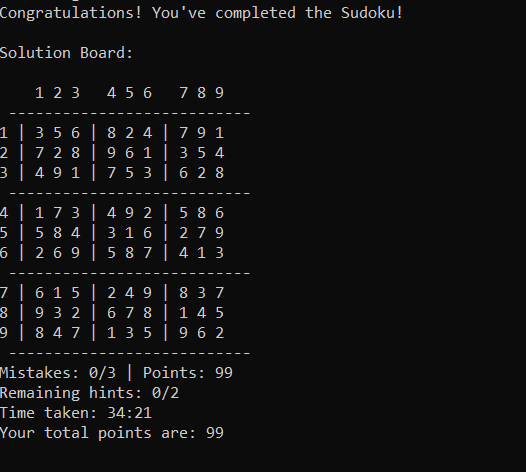 Congratulations! You've completed the Sudoku!
Solution Board:
1 2 3   4 5 6   7 8 9
---------------------------
1 | 3 5 6 | 8 2 4 | 7 9 1
2 | 7 2 8 | 9 6 1 | 3 5 4
3 | 4 9 1 | 7 5 3 | 6 2 8
---------------------------
4 | 1 7 3 | 4 9 2 | 5 8 6
5 | 5 8 4 | 3 1 6 | 2 7 9
6 | 2 6 9 | 5 8 7 | 4 1 3
---------------------------
7 | 6 1 5 | 2 4 9 | 8 3 7
8 | 9 3 2 | 6 7 8 | 1 4 5
9 | 8 4 7 | 1 3 5 | 9 6 2
---------------------------
Mistakes: 0/3 | Points: 99
Remaining hints: 0/2
Time taken: 34:21
Your total points are: 99